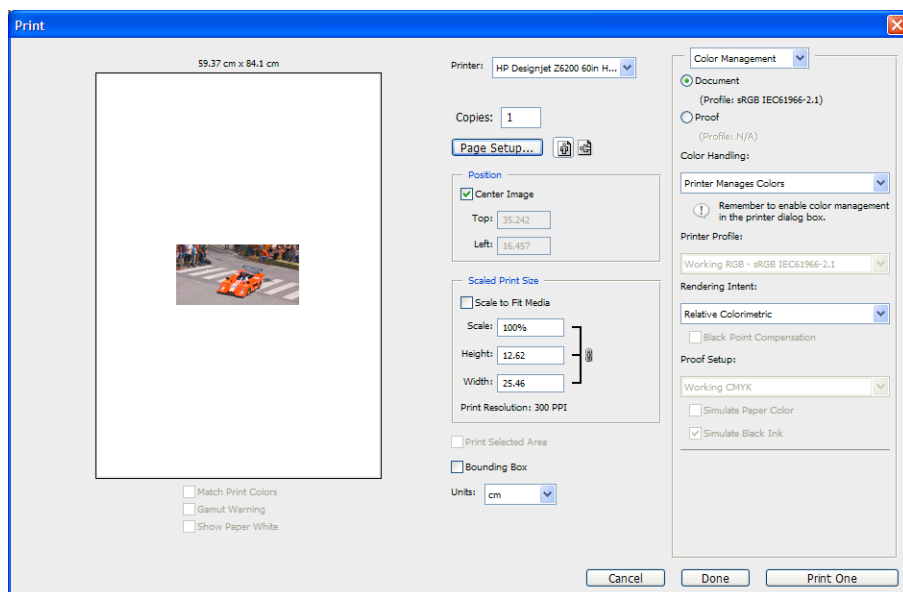 Print
59.37 cm x 84.1 cm
Match Print Colors
Gamut Warning
Show Paper White
Printer: HP Designjet Z6200 60in H...
Copies: 1
Page Setup...
Position
Center Image
Top: 35.242
Left: 16.457
Scaled Print Size
Scale to Fit Media
Scale: 100%
Height: 12.62
Width: 25.46
Print Resolution: 300 PPI
Print Selected Area
Bounding Box
Units: cm
Color Management
Document
(Profile: sRGB IEC61966-2.1)
Proof
(Profile: N/A)
Color Handling:
Printer Manages Colors
Remember to enable color management
in the printer dialog box.
Printer Profile:
Working RGB - sRGB IEC61966-2.1
Rendering Intent:
Relative Colorimetric
Black Point Compensation
Proof Setup:
Working CMYK
Simulate Paper Color
Simulate Black Ink
Cancel
Done
Print One